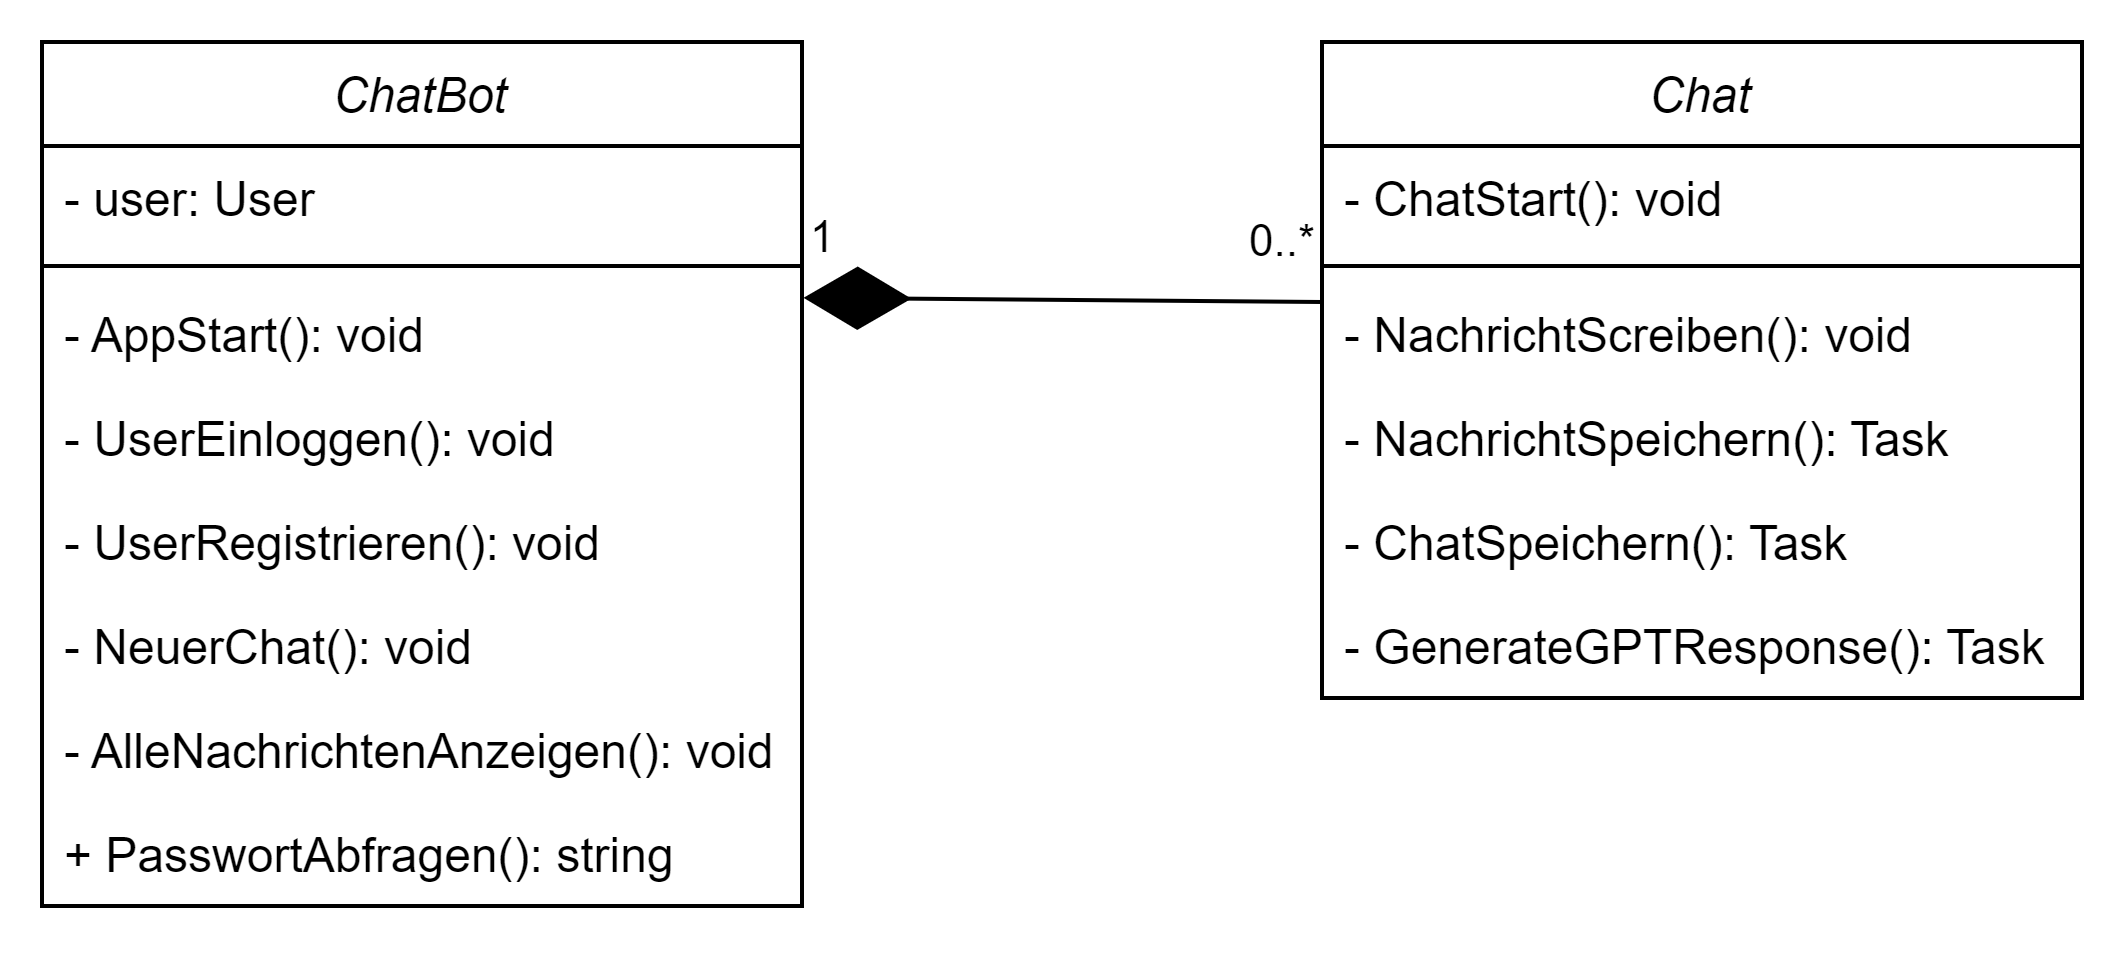 ChatBot
- user: User
- AppStart(): void
- UserEinloggen(): void
- UserRegistrieren(): void
- NeuerChat(): void
- AlleNachrichtenAnzeigen(): void
+ PasswortAbfragen(): string
1
0..*
Chat
- ChatStart(): void
- NachrichtScreiben(): void
- NachrichtSpeichern(): Task
- ChatSpeichern(): Task
- GenerateGPTResponse(): Task